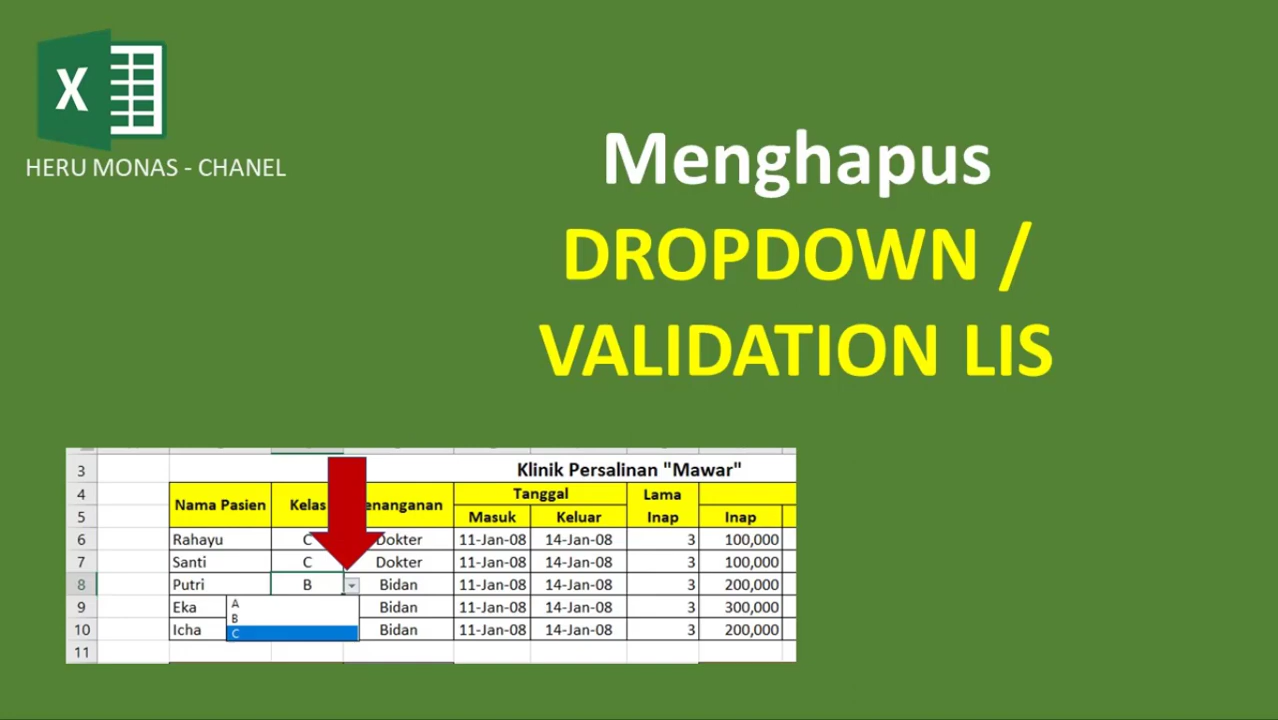 X
HERU MONAS - CHANEL
Menghapus
DROPDOWN /
VALIDATION LIS
3 Klinik Persalinan "Mawar"
4 Tanggal Lama
Nama Pasien Kelas enanganan
5 Masuk Keluar Inap Inap
6 Rahayu C Dokter 11-Jan-08 14-Jan-08 3 100,000
7 Santi C Dokter 11-Jan-08 14-Jan-08 3 100,000
8 Putri B Bidan 11-Jan-08 14-Jan-08 3 200,000
A
9 Eka Bidan 11-Jan-08 14-Jan-08 3 300,000
B
10 Icha C Bidan 11-Jan-08 14-Jan-08 3 200,000
11